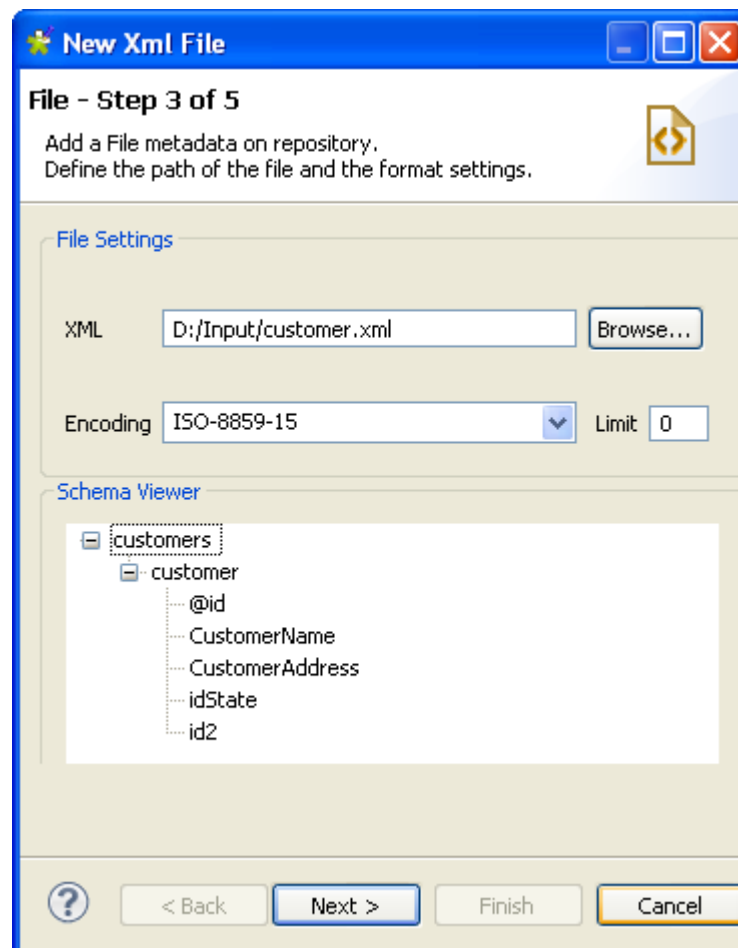 New Xml File
File - Step 3 of 5
Add a File metadata on repository.
Define the path of the file and the format settings.
File Settings
XML D:/Input/customer.xml Browse...
Encoding ISO-8859-15 Limit 0
Schema Viewer
customers
customer
@id
CustomerName
CustomerAddress
idState
id2
? < Back Next > Finish Cancel